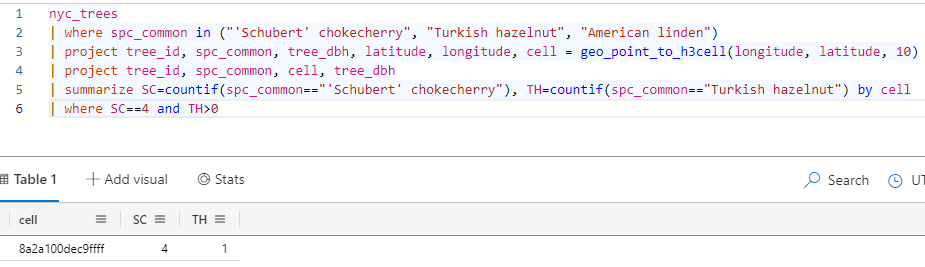 1 nyc_trees
2 | where spc_common in ("'Schubert' chokecherry", "Turkish hazelnut", "American linden")
3 | project tree_id, spc_common, tree_dbh, latitude, longitude, cell = geo_point_to_h3cell(longitude, latitude, 10)
4 | project tree_id, spc_common, cell, tree_dbh
5 | summarize SC=countif(spc_common=="'Schubert' chokecherry"), TH=countif(spc_common=="Turkish hazelnut") by cell
6 | where SC==4 and TH>0
Table 1 Add visual Stats Search UT
cell SC TH
8a2a100dec9ffff 4 1